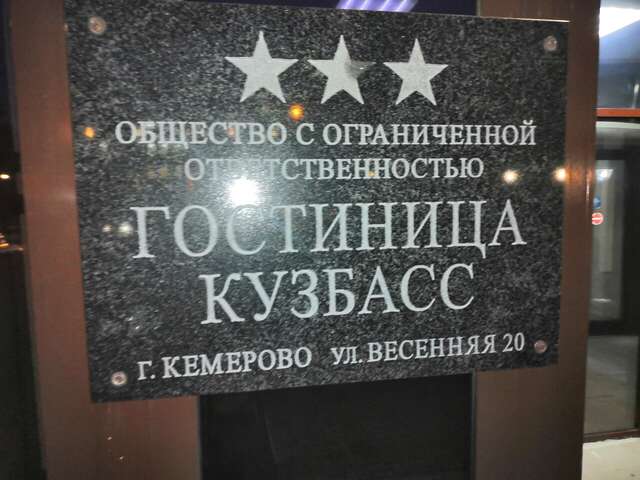 ОБЩЕСТВО С ОГРАНИЧЕННОЙ
ОТВЕТСТВЕННОСТЬЮ
ГОСТИНИЦА
КУЗБАСС
Г. КЕМЕРОВО УЛ. ВЕСЕННЯЯ 20